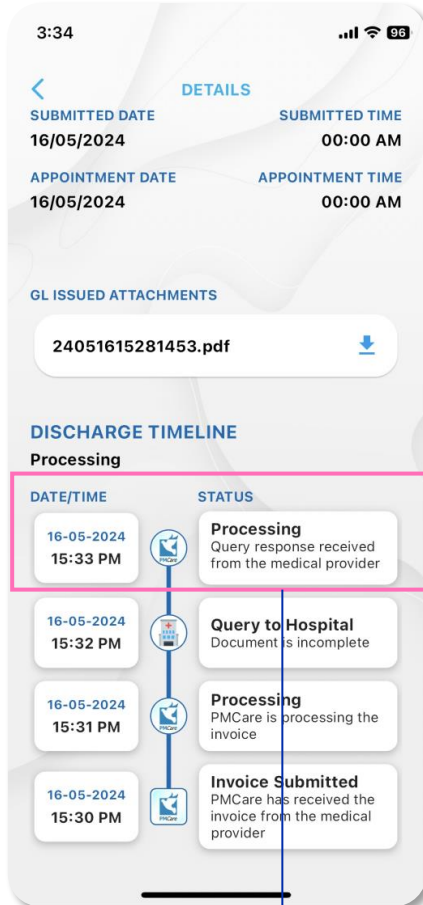 3:34
96
DETAILS
SUBMITTED DATE SUBMITTED TIME
16/05/2024 00:00 AM
APPOINTMENT DATE APPOINTMENT TIME
16/05/2024 00:00 AM
GL ISSUED ATTACHMENTS
24051615281453.pdf
DISCHARGE TIMELINE
Processing
DATE/TIME STATUS
16-05-2024
15:33 PM
PMCare
Processing
Query response received
from the medical provider
16-05-2024
15:32 PM
Query to Hospital
Document is incomplete
16-05-2024
15:31 PM
PMCare
Processing
PMCare is processing the
invoice
16-05-2024
15:30 PM
PMCare
Invoice Submitted
PMCare has received the
invoice from the medical
provider